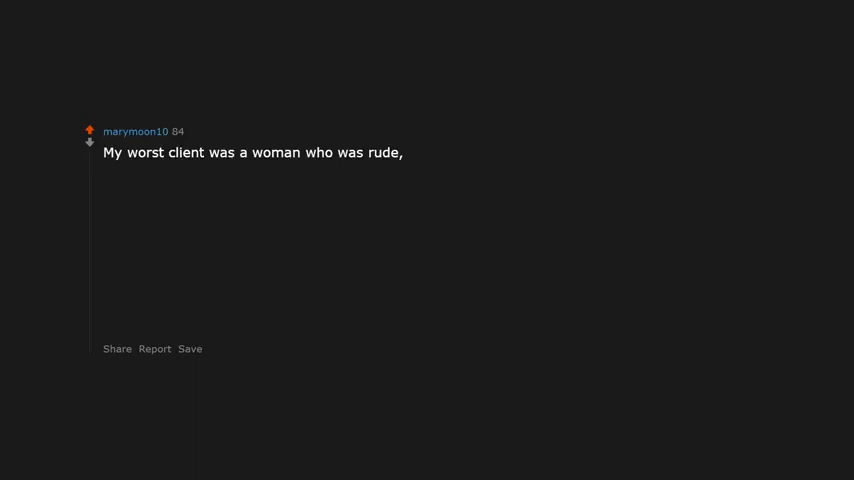 marymoon10 84
My worst client was a woman who was rude,
Share Report Save